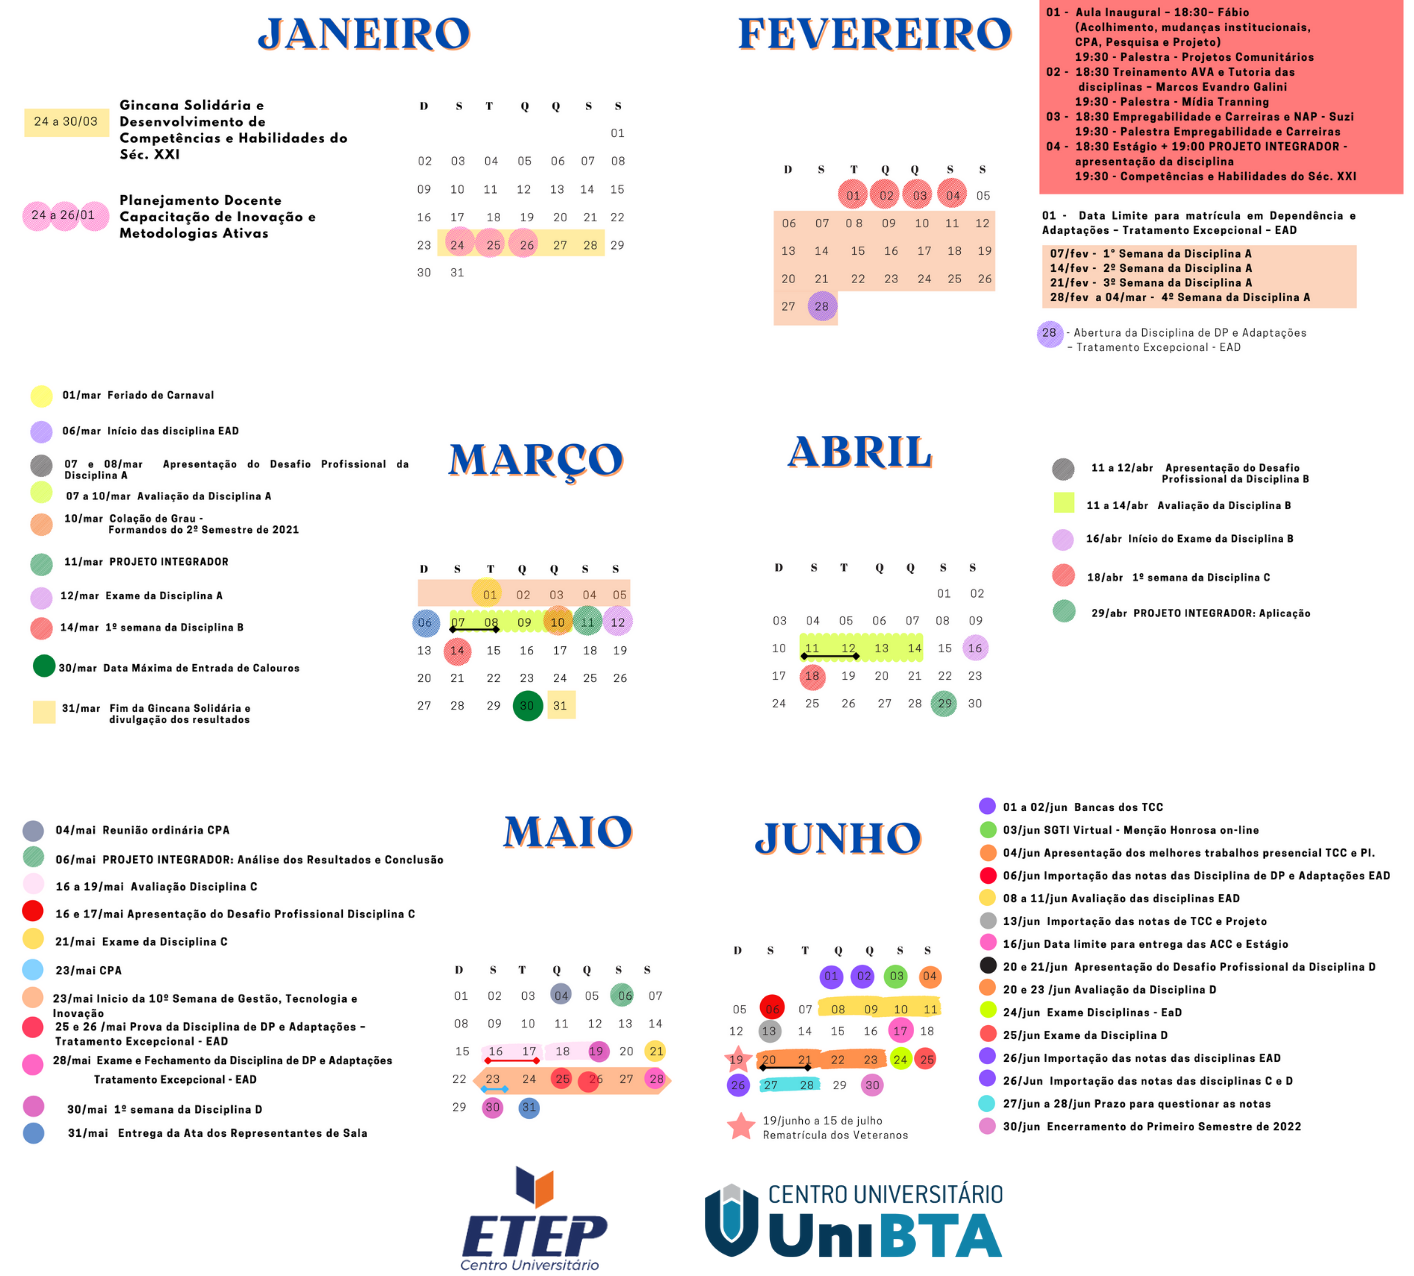 JANEIRO
24 a 30/03
Gincana Solidária e
Desenvolvimento de
Competências e Habilidades do
Séc. XXI
24 a 26/01
Planejamento Docente
Capacitação de Inovação e
Metodologias Ativas
D S T Q Q S S
01
02 03 04 05 06 07 08
09 10 11 12 13 14 15
16 17 18 19 20 21 22
23 24 25 26 27 28 29
30 31
FEVEREIRO
D S T Q Q S S
01 02 03 04 05
06 07 0 8 09 10 11 12
13 14 15 16 17 18 19
20 21 22 23 24 25 26
27 28
01 - Aula Inaugural – 18:30– Fábio
(Acolhimento, mudanças institucionais,
CPA, Pesquisa e Projeto)
19:30 - Palestra - Projetos Comunitários
02 - 18:30 Treinamento AVA e Tutoria das
disciplinas – Marcos Evandro Galini
19:30 - Palestra - Mídia Tranning
03 - 18:30 Empregabilidade e Carreiras e NAP - Suzi
19:30 - Palestra Empregabilidade e Carreiras
04 - 18:30 Estágio + 19:00 PROJETO INTEGRADOR -
apresentação da disciplina
19:30 - Competências e Habilidades do Séc. XXI
01 - Data Limite para matrícula em Dependência e
Adaptações – Tratamento Excepcional – EAD
07/fev - 1ª Semana da Disciplina A
14/fev - 2ª Semana da Disciplina A
21/fev - 3ª Semana da Disciplina A
28/fev a 04/mar - 4ª Semana da Disciplina A
28 - Abertura da Disciplina de DP e Adaptações
– Tratamento Excepcional - EAD
01/mar Feriado de Carnaval
06/mar Início das disciplina EAD
07 e 08/mar Apresentação do Desafio Profissional da
Disciplina A
07 a 10/mar Avaliação da Disciplina A
10/mar Colação de Grau -
Formandos do 2º Semestre de 2021
11/mar PROJETO INTEGRADOR
12/mar Exame da Disciplina A
14/mar 1ª semana da Disciplina B
30/mar Data Máxima de Entrada de Calouros
31/mar Fim da Gincana Solidária e
divulgação dos resultados
MARÇO
D S T Q Q S S
01 02 03 04 05
06 07 08 09 10 11 12
13 14 15 16 17 18 19
20 21 22 23 24 25 26
27 28 29 30 31
ABRIL
D S T Q Q S S
01 02
03 04 05 06 07 08 09
10 11 12 13 14 15 16
17 18 19 20 21 22 23
24 25 26 27 28 29 30
11 a 12/abr Apresentação do Desafio
Profissional da Disciplina B
11 a 14/abr Avaliação da Disciplina B
16/abr Início do Exame da Disciplina B
18/abr 1ª semana da Disciplina C
29/abr PROJETO INTEGRADOR: Aplicação
04/mai Reunião ordinária CPA
06/mai PROJETO INTEGRADOR: Análise dos Resultados e Conclusão
16 a 19/mai Avaliação Disciplina C
16 e 17/mai Apresentação do Desafio Profissional Disciplina C
21/mai Exame da Disciplina C
23/mai CPA
23/mai Inicio da 10ª Semana de Gestão, Tecnologia e
Inovação
25 e 26 /mai Prova da Disciplina de DP e Adaptações –
Tratamento Excepcional - EAD
28/mai Exame e Fechamento da Disciplina de DP e Adaptações
Tratamento Excepcional - EAD
30/mai 1ª semana da Disciplina D
31/mai Entrega da Ata dos Representantes de Sala
MAIO
D S T Q Q S S
01 02 03 04 05 06 07
08 09 10 11 12 13 14
15 16 17 18 19 20 21
22 23 24 25 26 27 28
29 30 31
JUNHO
D S T Q Q S S
01 02 03 04
05 06 07 08 09 10 11
12 13 14 15 16 17 18
19 20 21 22 23 24 25
26 27 28 29 30
19/junho a 15 de julho
Rematrícula dos Veteranos
01 a 02/jun Bancas dos TCC
03/jun SGTI Virtual - Menção Honrosa on-line
04/jun Apresentação dos melhores trabalhos presencial TCC e PI.
06/jun Importação das notas das Disciplina de DP e Adaptações EAD
08 a 11/jun Avaliação das disciplinas EAD
13/jun Importação das notas de TCC e Projeto
16/jun Data limite para entrega das ACC e Estágio
20 e 21/jun Apresentação do Desafio Profissional da Disciplina D
20 e 23 /jun Avaliação da Disciplina D
24/jun Exame Disciplinas - EaD
25/jun Exame da Disciplina D
26/jun Importação das notas das disciplinas EAD
26/Jun Importação das notas das disciplinas C e D
27/jun a 28/jun Prazo para questionar as notas
30/jun Encerramento do Primeiro Semestre de 2022
ETEP
Centro Universitário
CENTRO UNIVERSITÁRIO
UniBTA